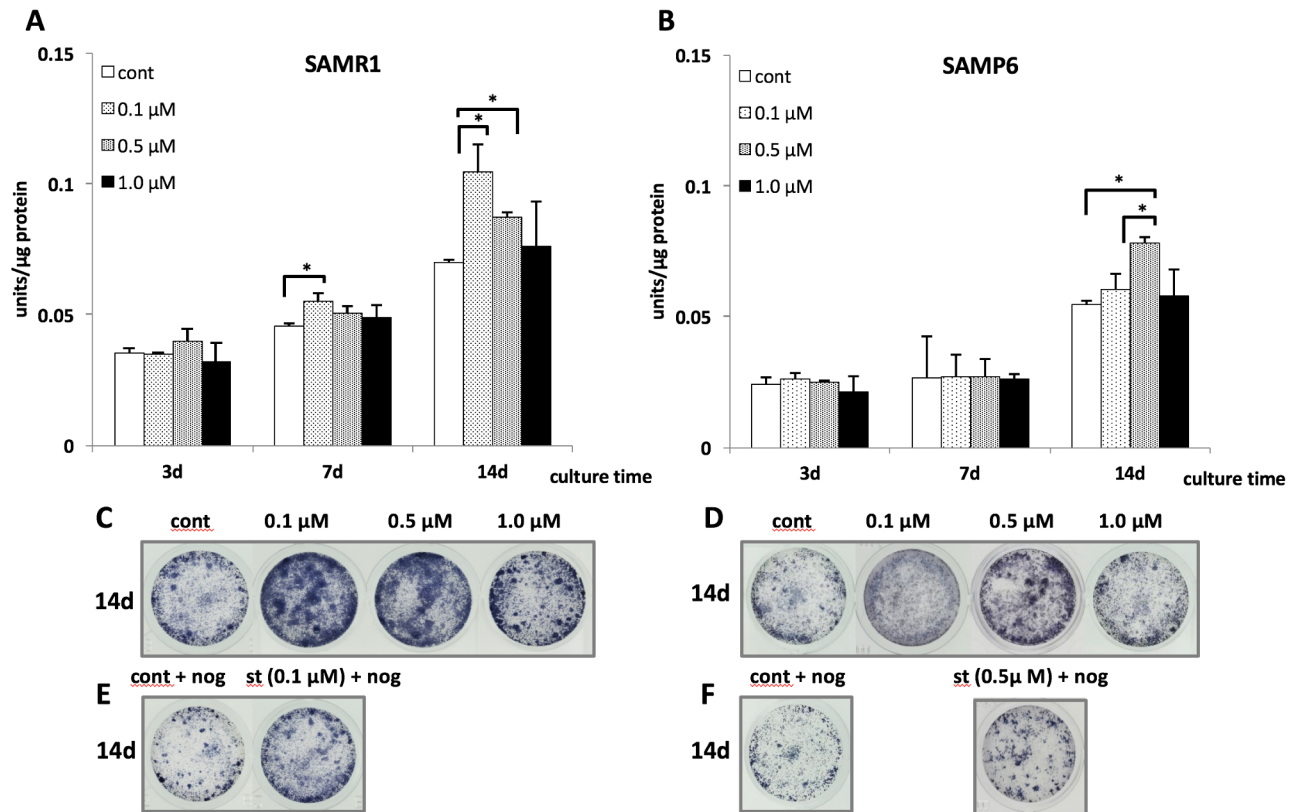 A
SAMR1
0.15
0.1
0.05
0
units/µg protein
cont
0.1 µM
0.5 µM
1.0 µM
*
*
*
3d
7d
14d
culture time
B
SAMP6
0.15
0.1
0.05
0
units/µg protein
cont
0.1 µM
0.5 µM
1.0 µM
*
*
3d
7d
14d
culture time
C
cont
0.1 µM
0.5 µM
1.0 µM
14d
D
cont
0.1 µM
0.5 µM
1.0 µM
14d
E
cont + nog
st (0.1 µM) + nog
14d
F
cont + nog
st (0.5µ M) + nog
14d